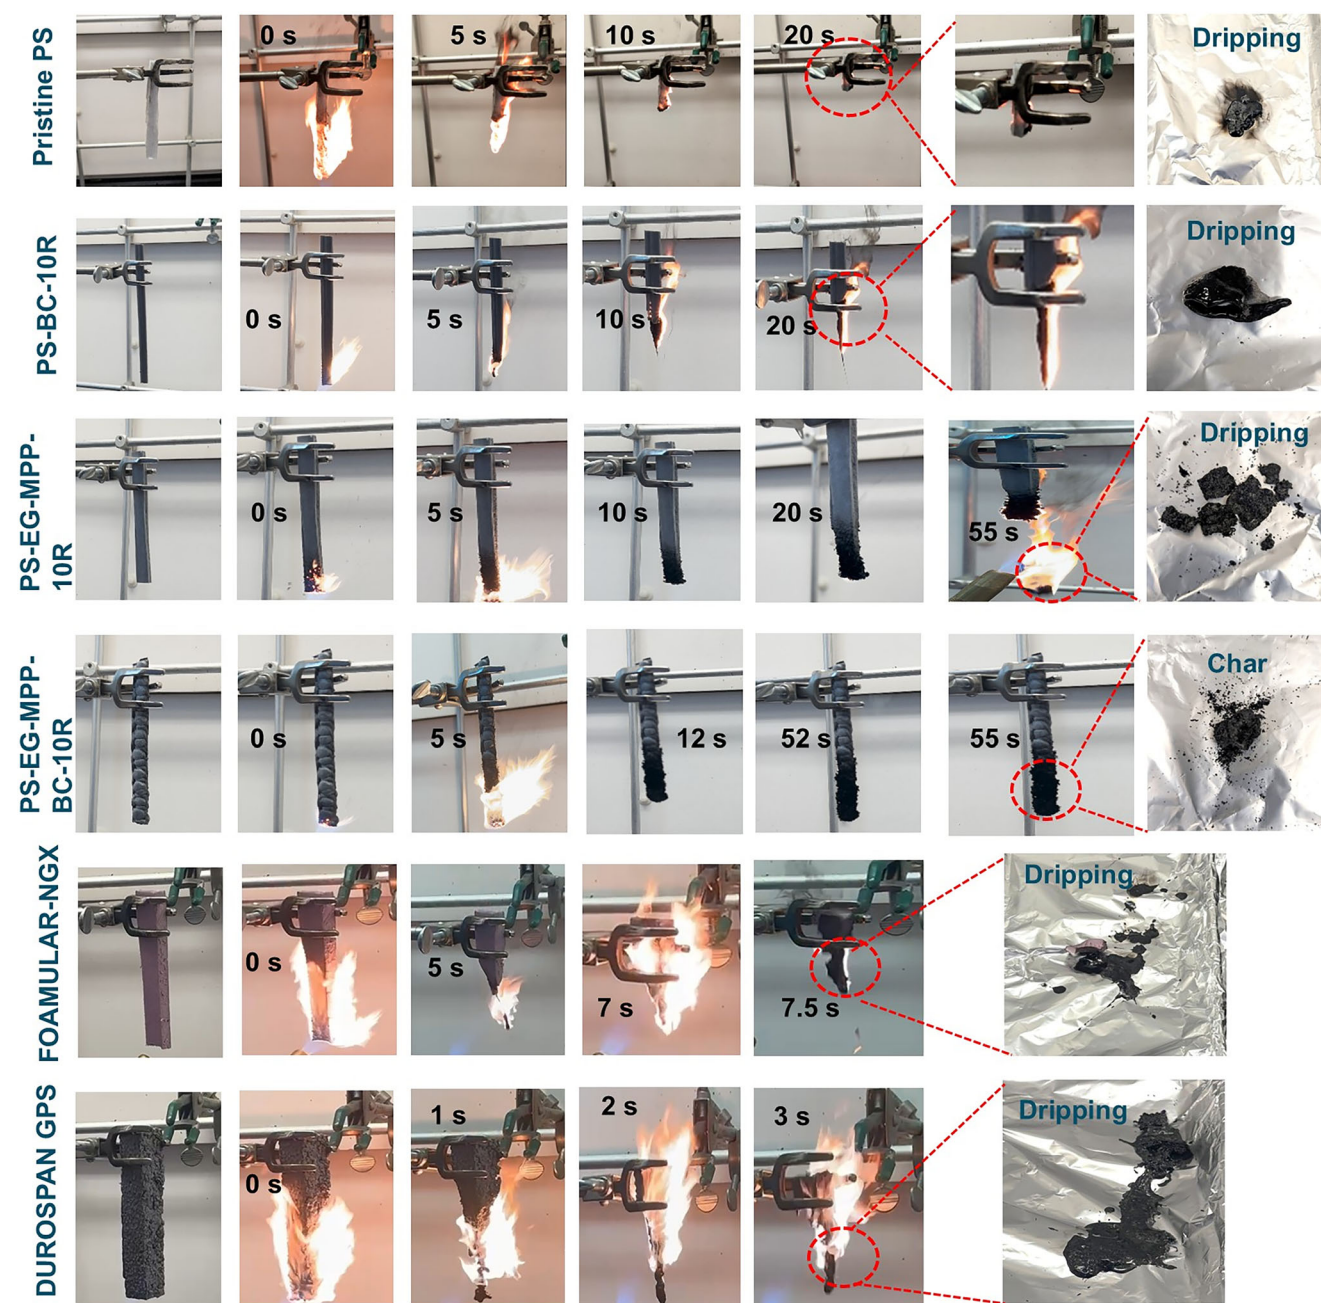 Pristine PS
0 s
5 s
10 s
20 s
Dripping
PS-BC-10R
0 s
5 s
10 s
20 s
Dripping
PS-EG-MPP-
10R
0 s
5 s
10 s
20 s
55 s
Dripping
PS-EG-MPP-
BC-10R
0 s
5 s
12 s
52 s
55 s
Char
FOAMULAR-NGX
0 s
5 s
7 s
7.5 s
Dripping
DUROSPAN GPS
0 s
1 s
2 s
3 s
Dripping